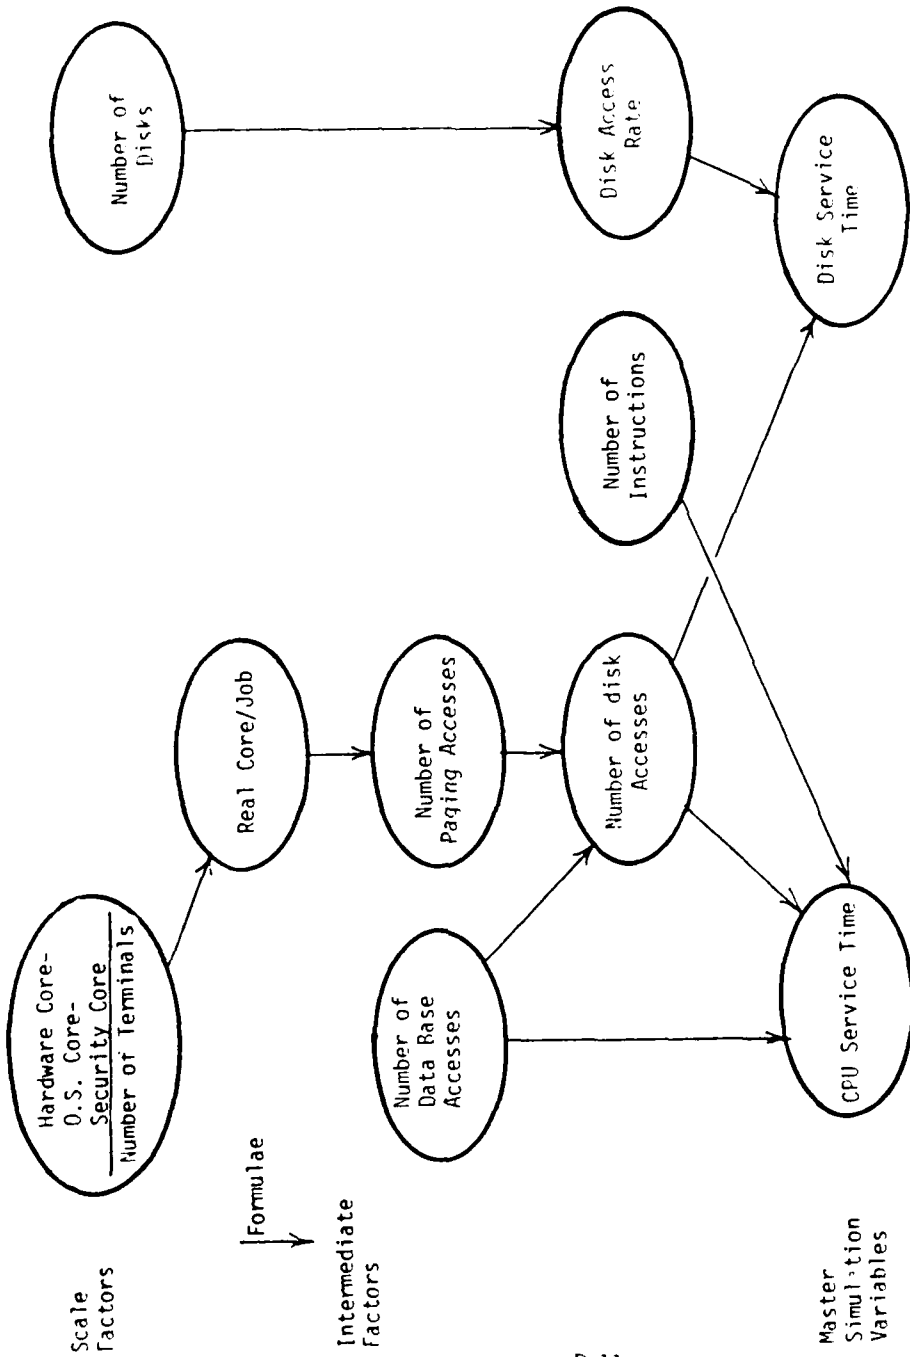 Scale
Factors
Hardware Core-
O.S. Core-
Security Core
Number of Terminals
Number of
Disks
Formulae
Real Core/Job
Intermediate
Factors
Number of
Data Base
Accesses
Number of
Paging Accesses
Number of disk
Accesses
Number of
Instructions
Disk Access
Rate
Master
Simulation
Variables
CPU Service Time
Disk Service
Time